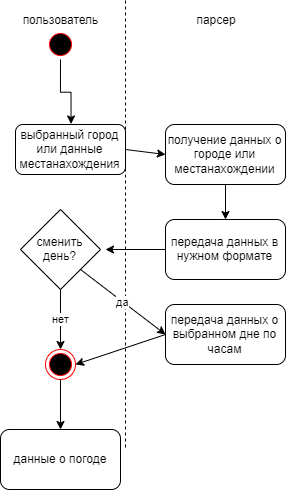 пользователь
парсер
выбранный город
или данные
местанахождения
получение данных о
городе или
местанахождении
сменить
день?
передача данных в
нужном формате
да
нет
передача данных о
выбранном дне по
часам
данные о погоде